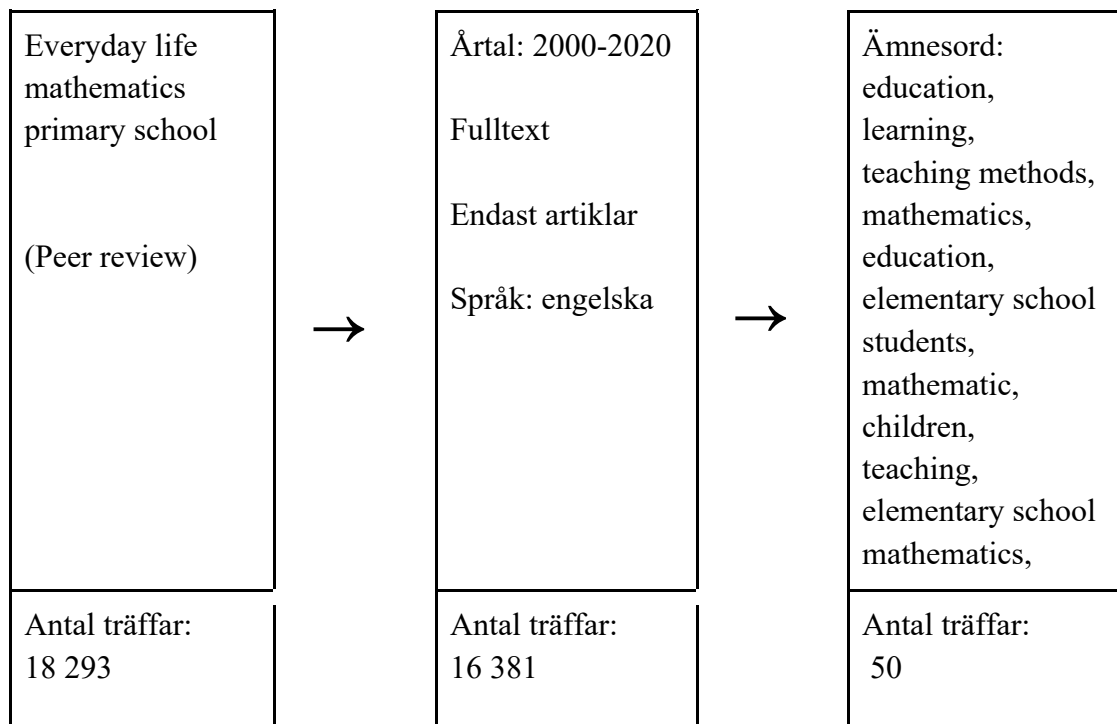 Everyday life
mathematics
primary school
(Peer review)
Antal träffar:
18 293
→
Årtal: 2000-2020
Fulltext
Endast artiklar
Språk: engelska
Antal träffar:
16 381
→
Ämnesord:
education,
learning,
teaching methods,
mathematics,
education,
elementary school
students,
mathematic,
children,
teaching,
elementary school
mathematics,
Antal träffar:
50